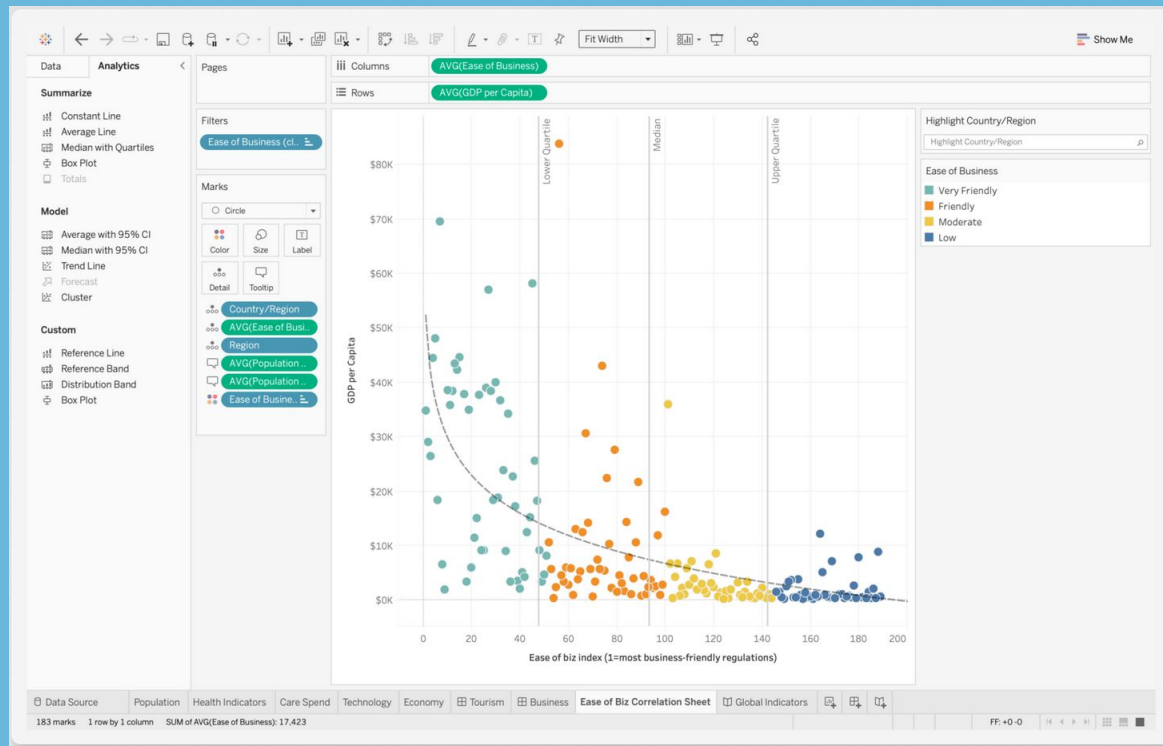 Fit Width
Show Me
Data
Analytics
Summarize
Constant Line
Average Line
Median with Quartiles
Box Plot
Totals
Model
Average with 95% CI
Median with 95% CI
Trend Line
Forecast
Cluster
Custom
Reference Line
Reference Band
Distribution Band
Box Plot
Pages
Filters
Ease of Business (cl..
Marks
Circle
Color Size Label
Detail Tooltip
Country/Region
AVG(Ease of Busi..
Region
AVG(Population ..
AVG(Population ..
Ease of Busine..
Columns AVG(Ease of Business)
Rows AVG(GDP per Capita)
Lower Quartile
Median
Upper Quartile
GDP per Capita
$80K
$70K
$60K
$50K
$40K
$30K
$20K
$10K
$0K
0 20 40 60 80 100 120 140 160 180 200
Ease of biz index (1=most business-friendly regulations)
Highlight Country/Region
Highlight Country/Region
Ease of Business
Very Friendly
Friendly
Moderate
Low
Data Source Population Health Indicators Care Spend Technology Economy Tourism Business Ease of Biz Correlation Sheet Global Indicators
183 marks 1 row by 1 column SUM of AVG(Ease of Business): 17,423 FF: +0 -0